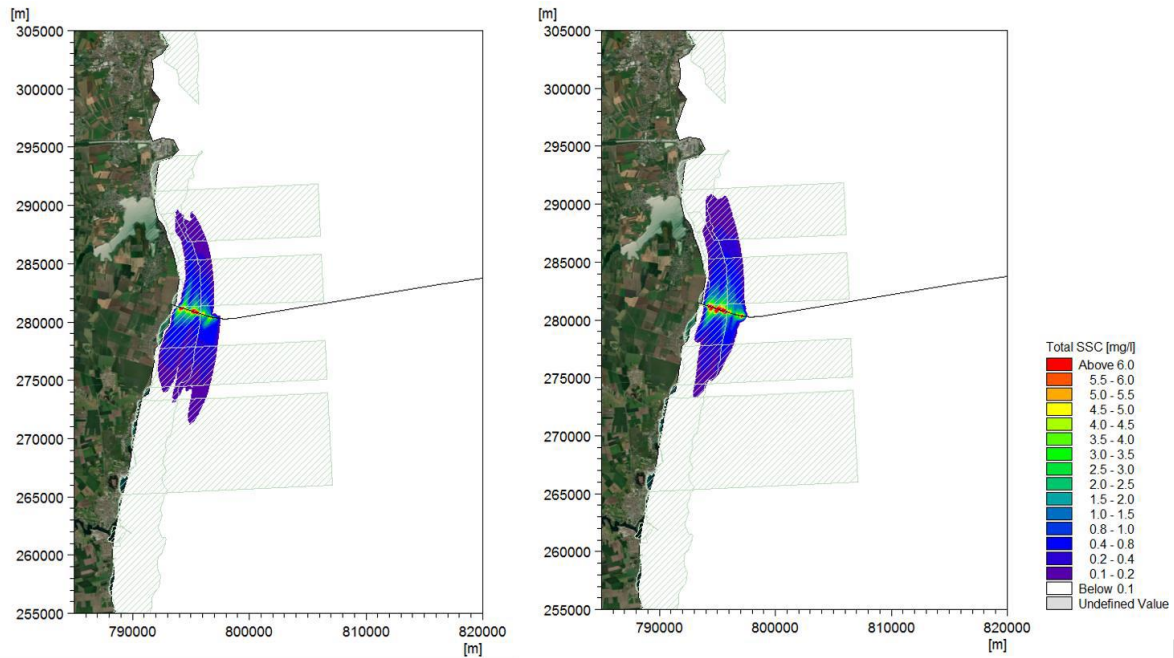 [m]
305000
300000
295000
290000
285000
280000
275000
270000
265000
260000
255000
790000
800000
810000
820000
[m]
305000
300000
295000
290000
285000
280000
275000
270000
265000
260000
255000
790000
800000
810000
820000
[m]
[m]
Total SSC [mg/l]
Above 6.0
5.5 - 6.0
5.0 - 5.5
4.5 - 5.0
4.0 - 4.5
3.5 - 4.0
3.0 - 3.5
2.5 - 3.0
2.0 - 2.5
1.5 - 2.0
1.0 - 1.5
0.8 - 1.0
0.4 - 0.8
0.2 - 0.4
0.1 - 0.2
Below 0.1
Undefined Value